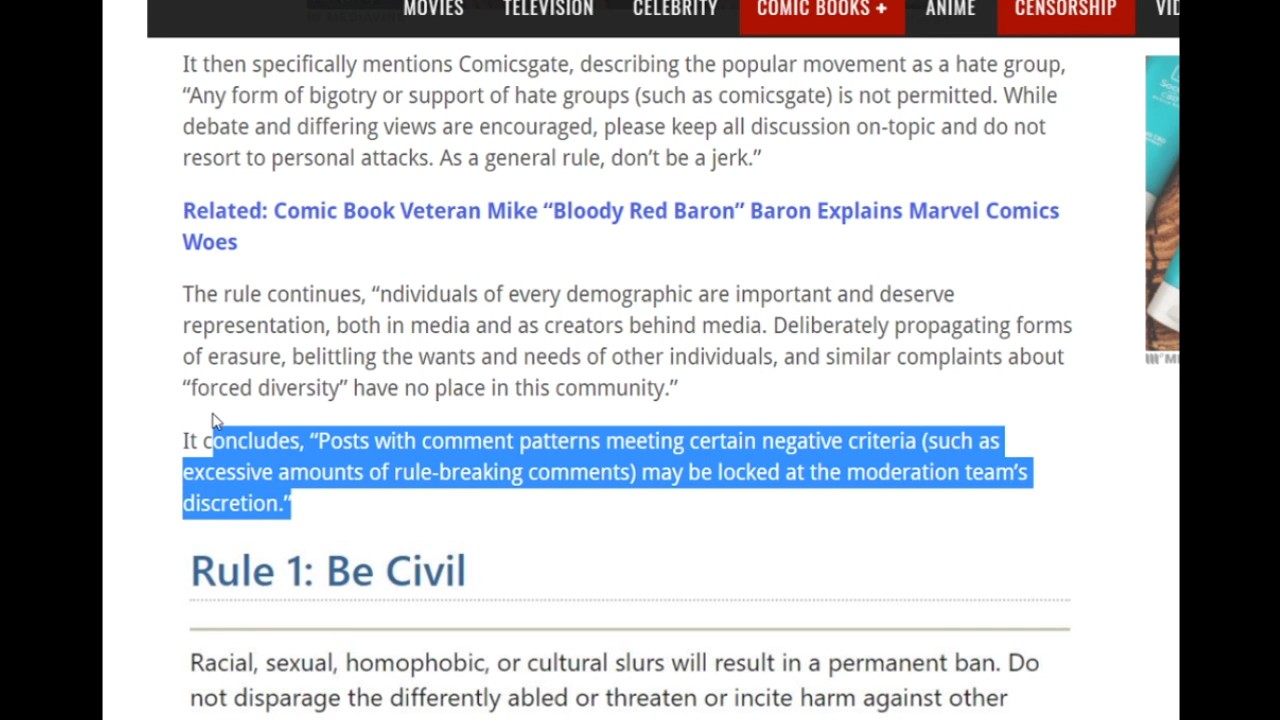 MOVIES TELEVISION CELEBRITY COMIC BOOKS + ANIME CENSORSHIP
It then specifically mentions Comicsgate, describing the popular movement as a hate group,
“Any form of bigotry or support of hate groups (such as comicsgate) is not permitted. While
debate and differing views are encouraged, please keep all discussion on-topic and do not
resort to personal attacks. As a general rule, don’t be a jerk.”
Related: Comic Book Veteran Mike “Bloody Red Baron” Baron Explains Marvel Comics
Woes
The rule continues, “ndividuals of every demographic are important and deserve
representation, both in media and as creators behind media. Deliberately propagating forms
of erasure, belittling the wants and needs of other individuals, and similar complaints about
“forced diversity” have no place in this community.”
It concludes, “Posts with comment patterns meeting certain negative criteria (such as
excessive amounts of rule-breaking comments) may be locked at the moderation team’s
discretion.”
Rule 1: Be Civil
Racial, sexual, homophobic, or cultural slurs will result in a permanent ban. Do
not disparage the differently abled or threaten or incite harm against other